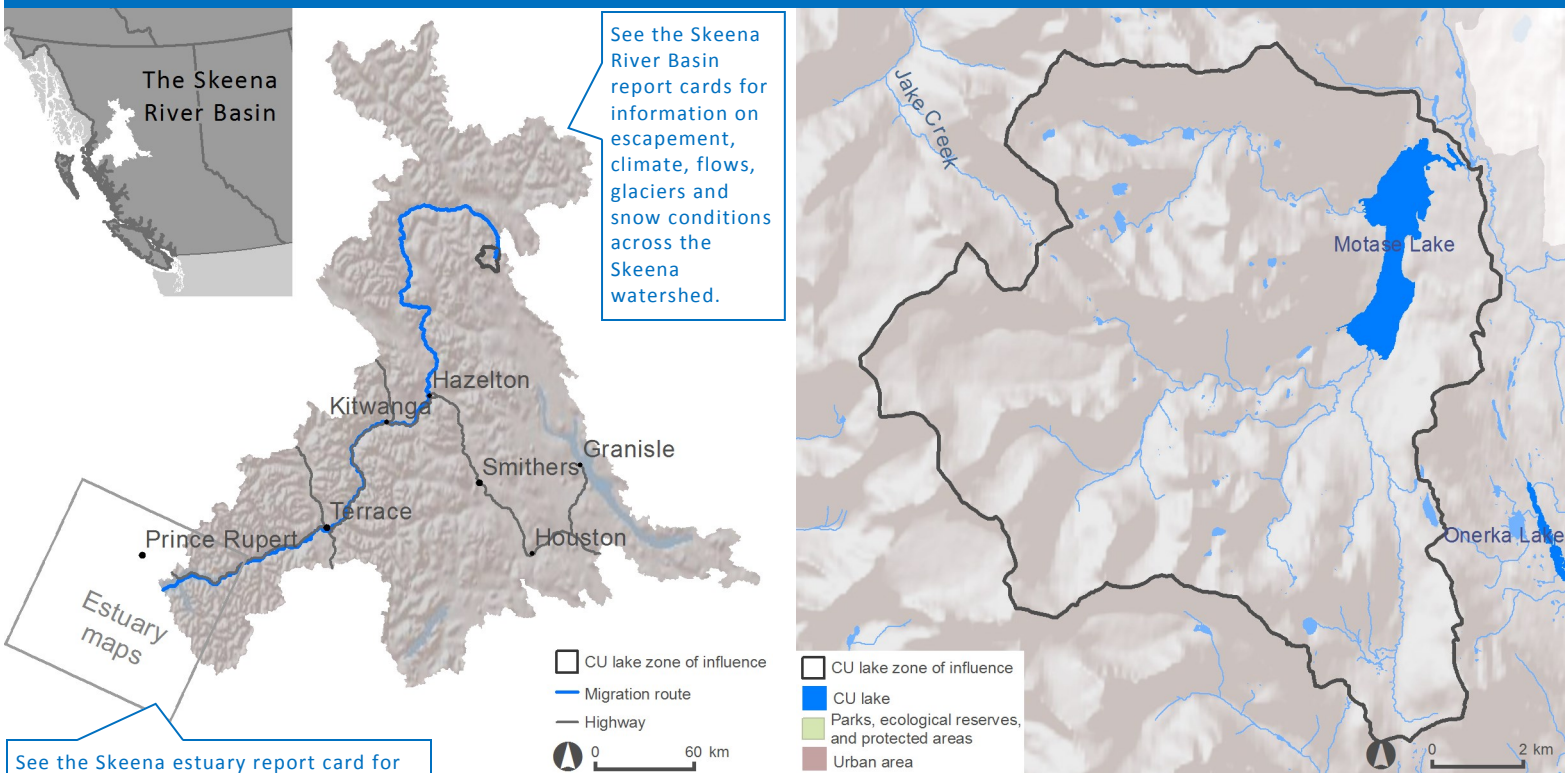 The Skeena
River Basin
See the Skeena
River Basin
report cards for
information on
escapement,
climate, flows,
glaciers and
snow conditions
across the
Skeena
watershed.
Hazelton
Kitwanga
Granisle
Smithers
Terrace
Prince Rupert
Houston
Estuary
maps
CU lake zone of influence
Migration route
Highway
0 60 km
See the Skeena estuary report card for
Jake Creek
Motase Lake
Onerka Lake
CU lake zone of influence
CU lake
Parks, ecological reserves,
and protected areas
Urban area
0 2 km